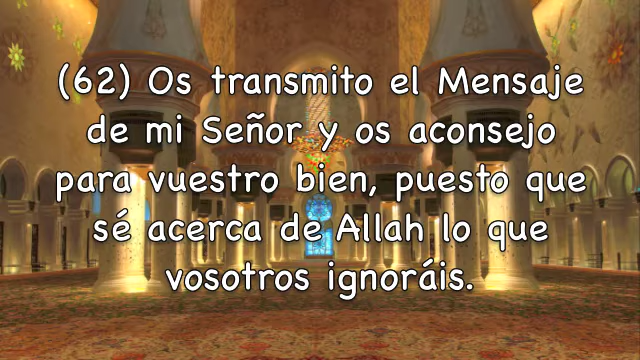 (62) Os transmito el Mensaje
de mi Señor y os aconsejo
para vuestro bien, puesto que
sé acerca de Allah lo que
vosotros ignoráis.